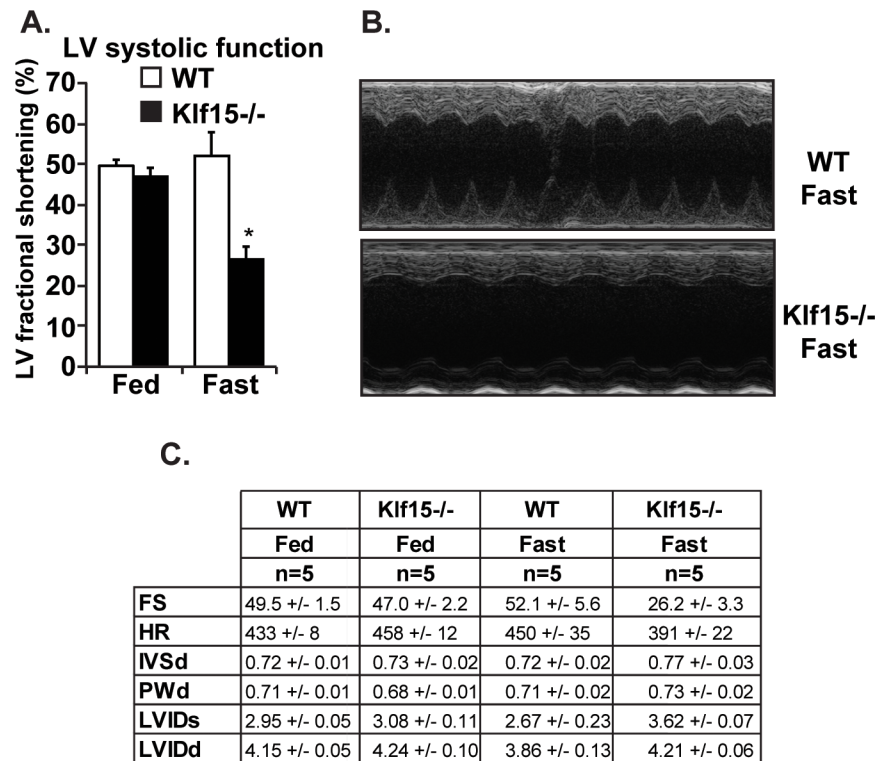 A.
LV systolic function
WT
Klf15-/-
LV fractional shortening (%)
70
60
50
40
30
20
10
0
*
Fed
Fast
B.
WT
Fast
Klf15-/-
Fast
C.
WT Klf15-/- WT Klf15-/-
Fed Fed Fast Fast
n=5 n=5 n=5 n=5
FS 49.5 +/- 1.5 47.0 +/- 2.2 52.1 +/- 5.6 26.2 +/- 3.3
HR 433 +/- 8 458 +/- 12 450 +/- 35 391 +/- 22
IVSd 0.72 +/- 0.01 0.73 +/- 0.02 0.72 +/- 0.02 0.77 +/- 0.03
PWd 0.71 +/- 0.01 0.68 +/- 0.01 0.71 +/- 0.02 0.73 +/- 0.02
LVIDs 2.95 +/- 0.05 3.08 +/- 0.11 2.67 +/- 0.23 3.62 +/- 0.07
LVIDd 4.15 +/- 0.05 4.24 +/- 0.10 3.86 +/- 0.13 4.21 +/- 0.06